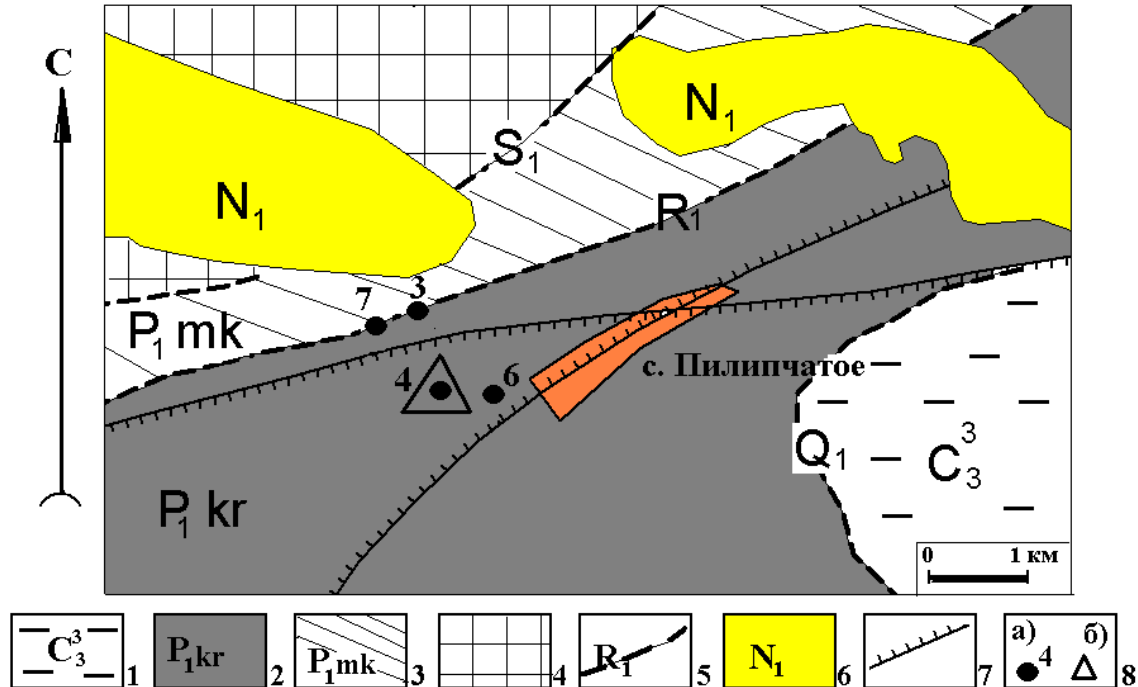 С
N₁
N₁
S₁
R₁
7
3
P₁ mk
4
6
с. Пилипчатое
Q₁
C₃³
P₁ kr
0 1 км
C₃³ 1
P₁kr 2
P₁mk 3
4
R₁ 5
N₁ 6
7
а) 4 б) 8